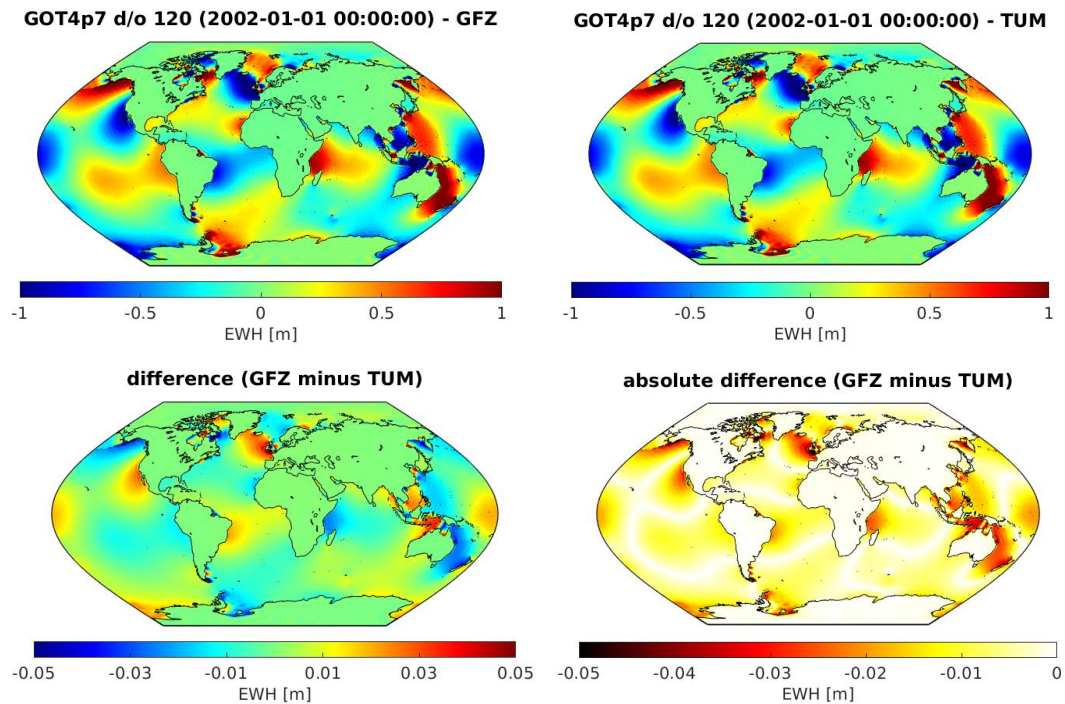 GOT4p7 d/o 120 (2002-01-01 00:00:00) - GFZ
-1 -0.5 0 0.5 1
EWH [m]
GOT4p7 d/o 120 (2002-01-01 00:00:00) - TUM
-1 -0.5 0 0.5 1
EWH [m]
difference (GFZ minus TUM)
-0.05 -0.03 -0.01 0.01 0.03 0.05
EWH [m]
absolute difference (GFZ minus TUM)
-0.05 -0.04 -0.03 -0.02 -0.01 0
EWH [m]